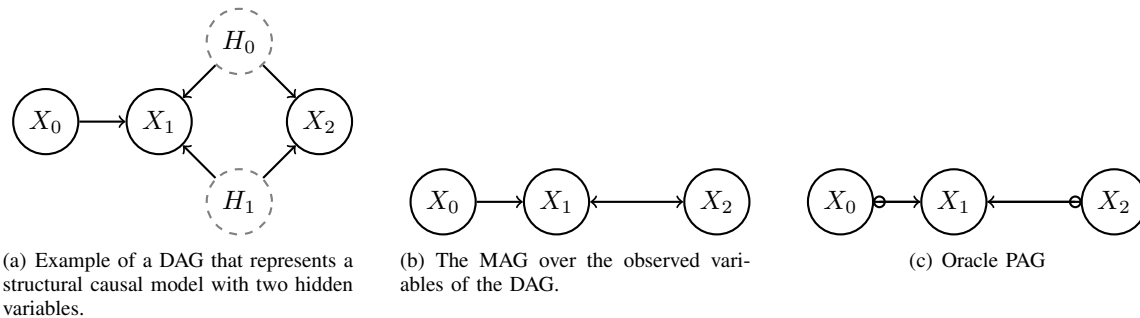 H₀
X₀ X₁ X₂
H₁
X₀ X₁ X₂
X₀ X₁ X₂
(a) Example of a DAG that represents a
structural causal model with two hidden
variables.
(b) The MAG over the observed vari-
ables of the DAG.
(c) Oracle PAG